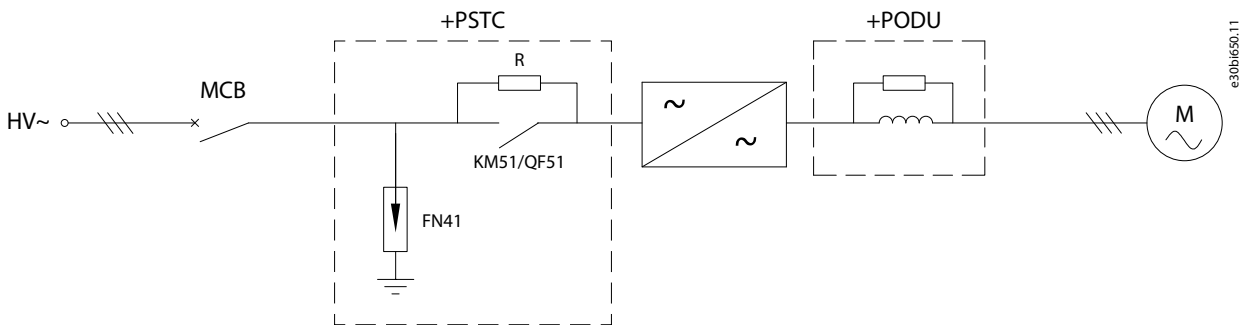 +PSTC
+PODU
e30bi650.11
R
MCB
HV~
KM51/QF51
~
~
M
FN41